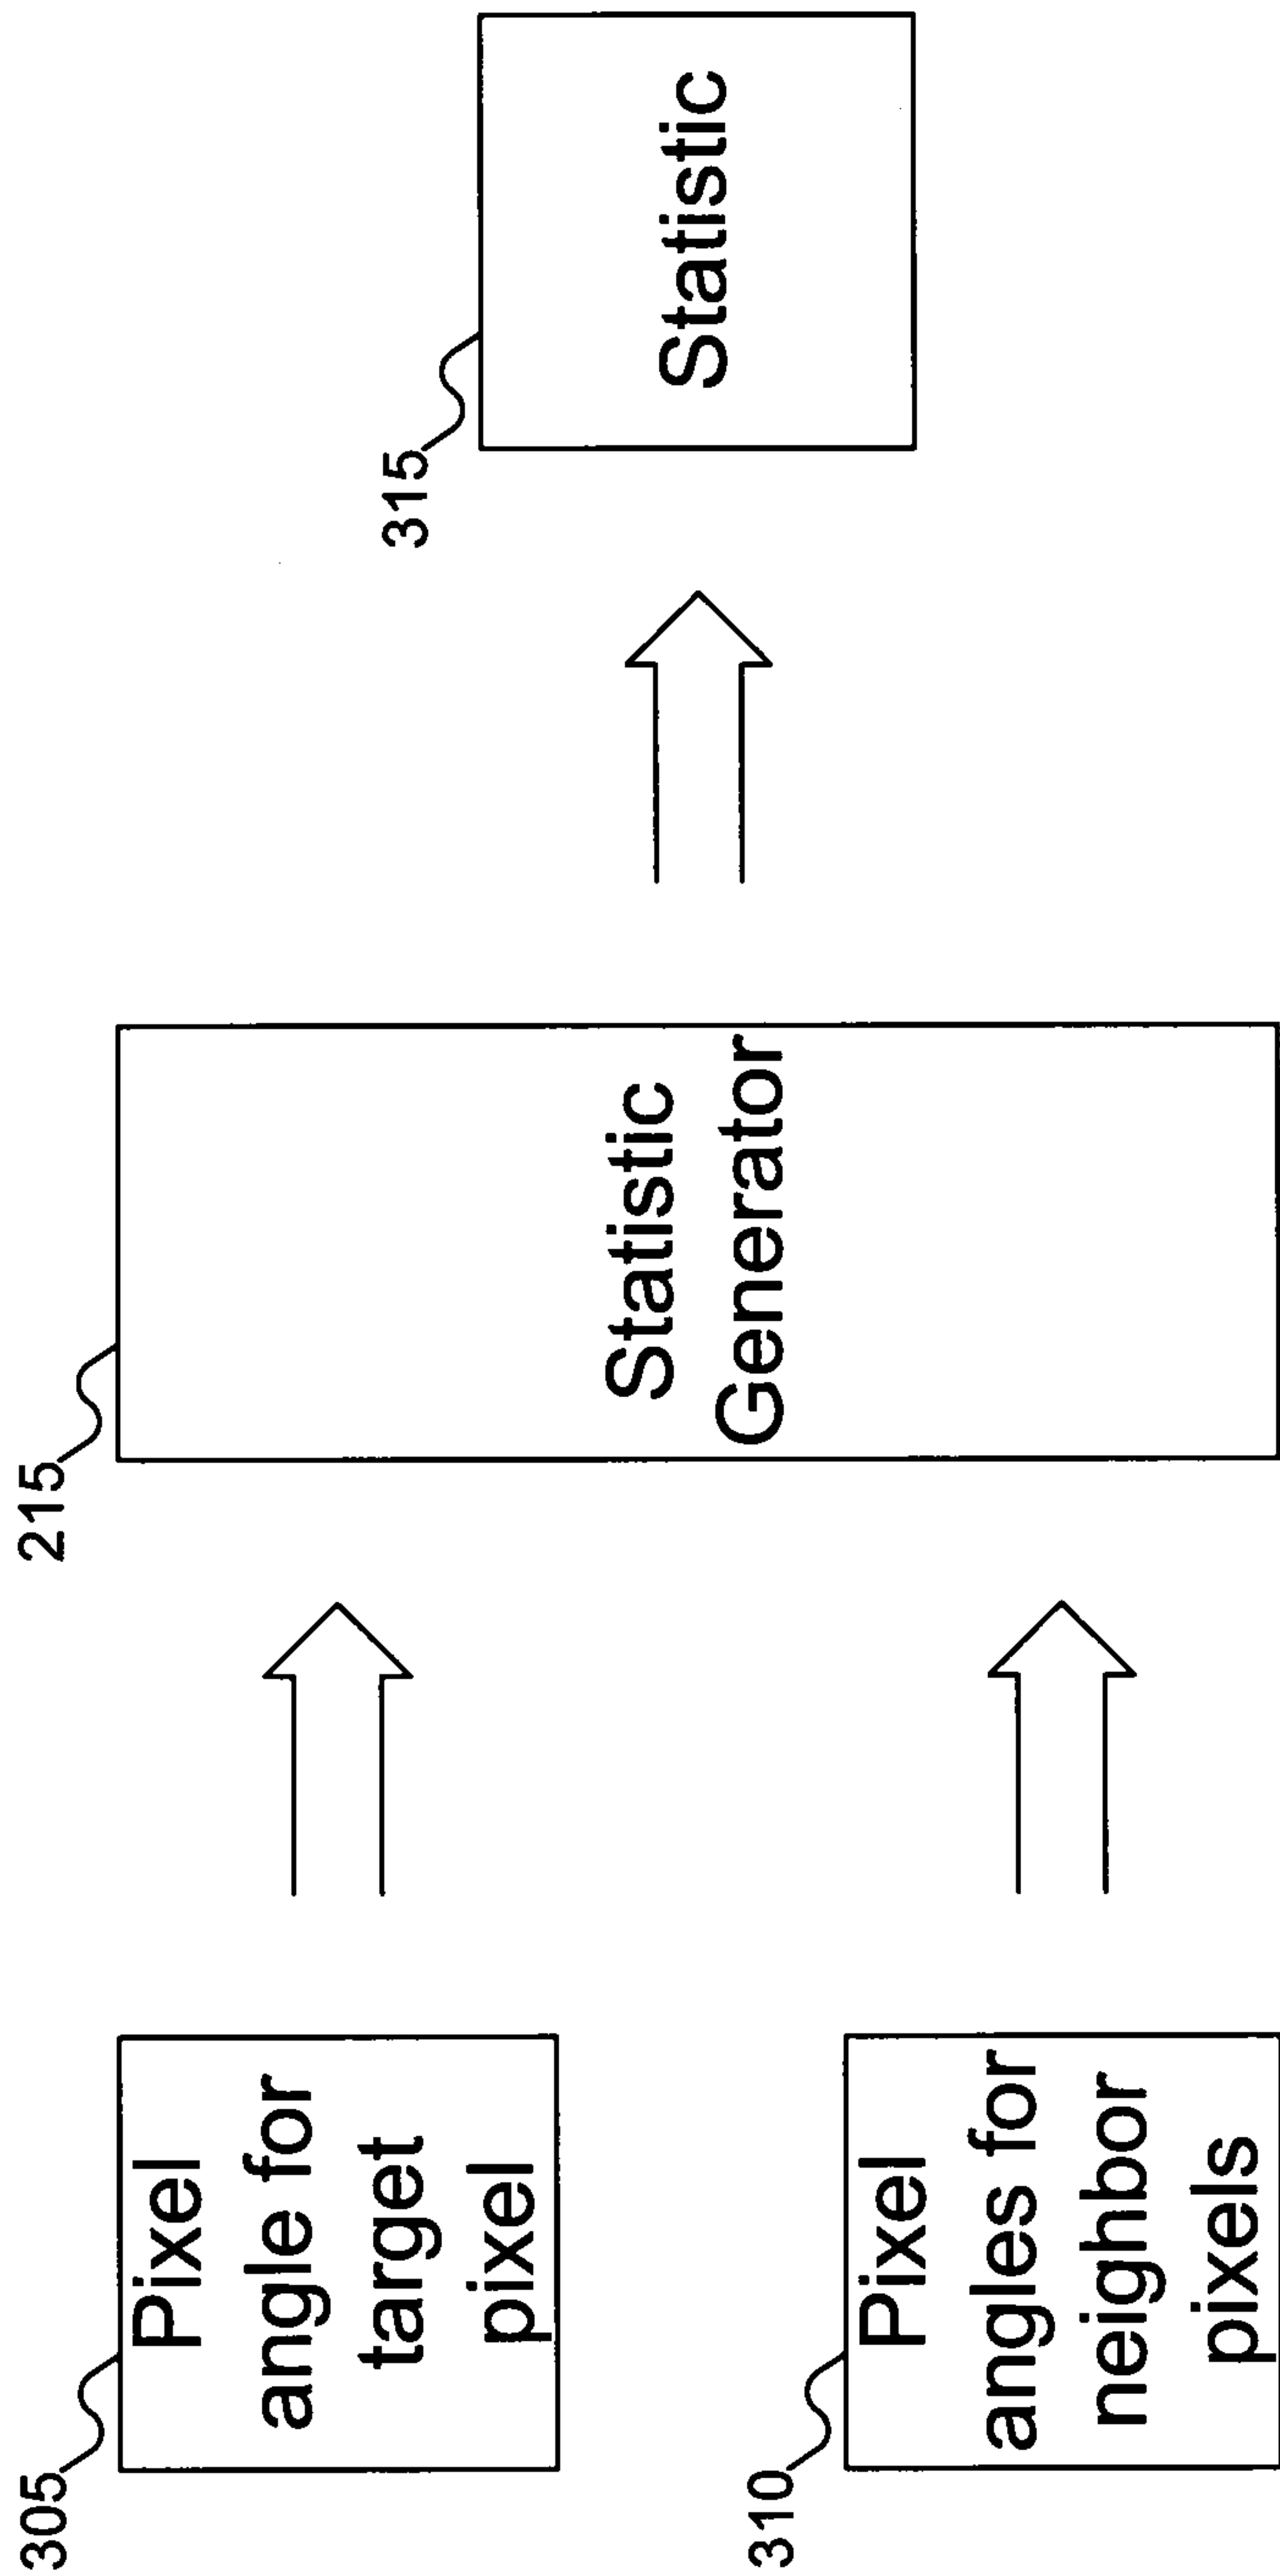 305
Pixel
angle for
target
pixel
310
Pixel
angles for
neighbor
pixels
215
Statistic
Generator
315
Statistic